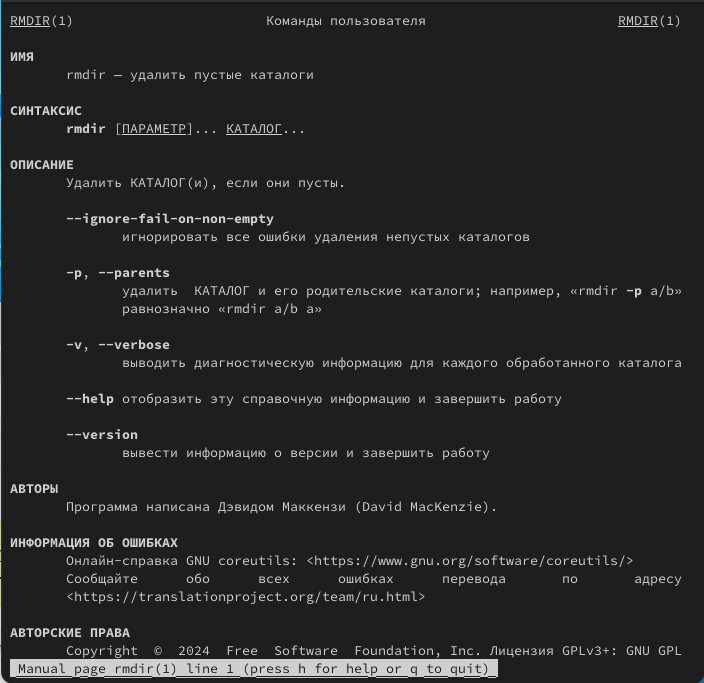 RMDIR(1) Команды пользователя RMDIR(1)
ИМЯ
rmdir — удалить пустые каталоги
СИНТАКСИС
rmdir [ПАРАМЕТР]... КАТАЛОГ...
ОПИСАНИЕ
Удалить КАТАЛОГ(и), если они пусты.
--ignore-fail-on-non-empty
игнорировать все ошибки удаления непустых каталогов
-p, --parents
удалить КАТАЛОГ и его родительские каталоги; например, «rmdir -p a/b»
равнозначно «rmdir a/b a»
-v, --verbose
выводить диагностическую информацию для каждого обработанного каталога
--help отобразить эту справочную информацию и завершить работу
--version
вывести информацию о версии и завершить работу
АВТОРЫ
Программа написана Дэвидом Маккензи (David MacKenzie).
ИНФОРМАЦИЯ ОБ ОШИБКАХ
Онлайн-справка GNU coreutils: <https://www.gnu.org/software/coreutils/>
Сообщайте обо всех ошибках перевода по адресу
<https://translationproject.org/team/ru.html>
АВТОРСКИЕ ПРАВА
Copyright © 2024 Free Software Foundation, Inc. Лицензия GPLv3+: GNU GPL
Manual page rmdir(1) line 1 (press h for help or q to quit)